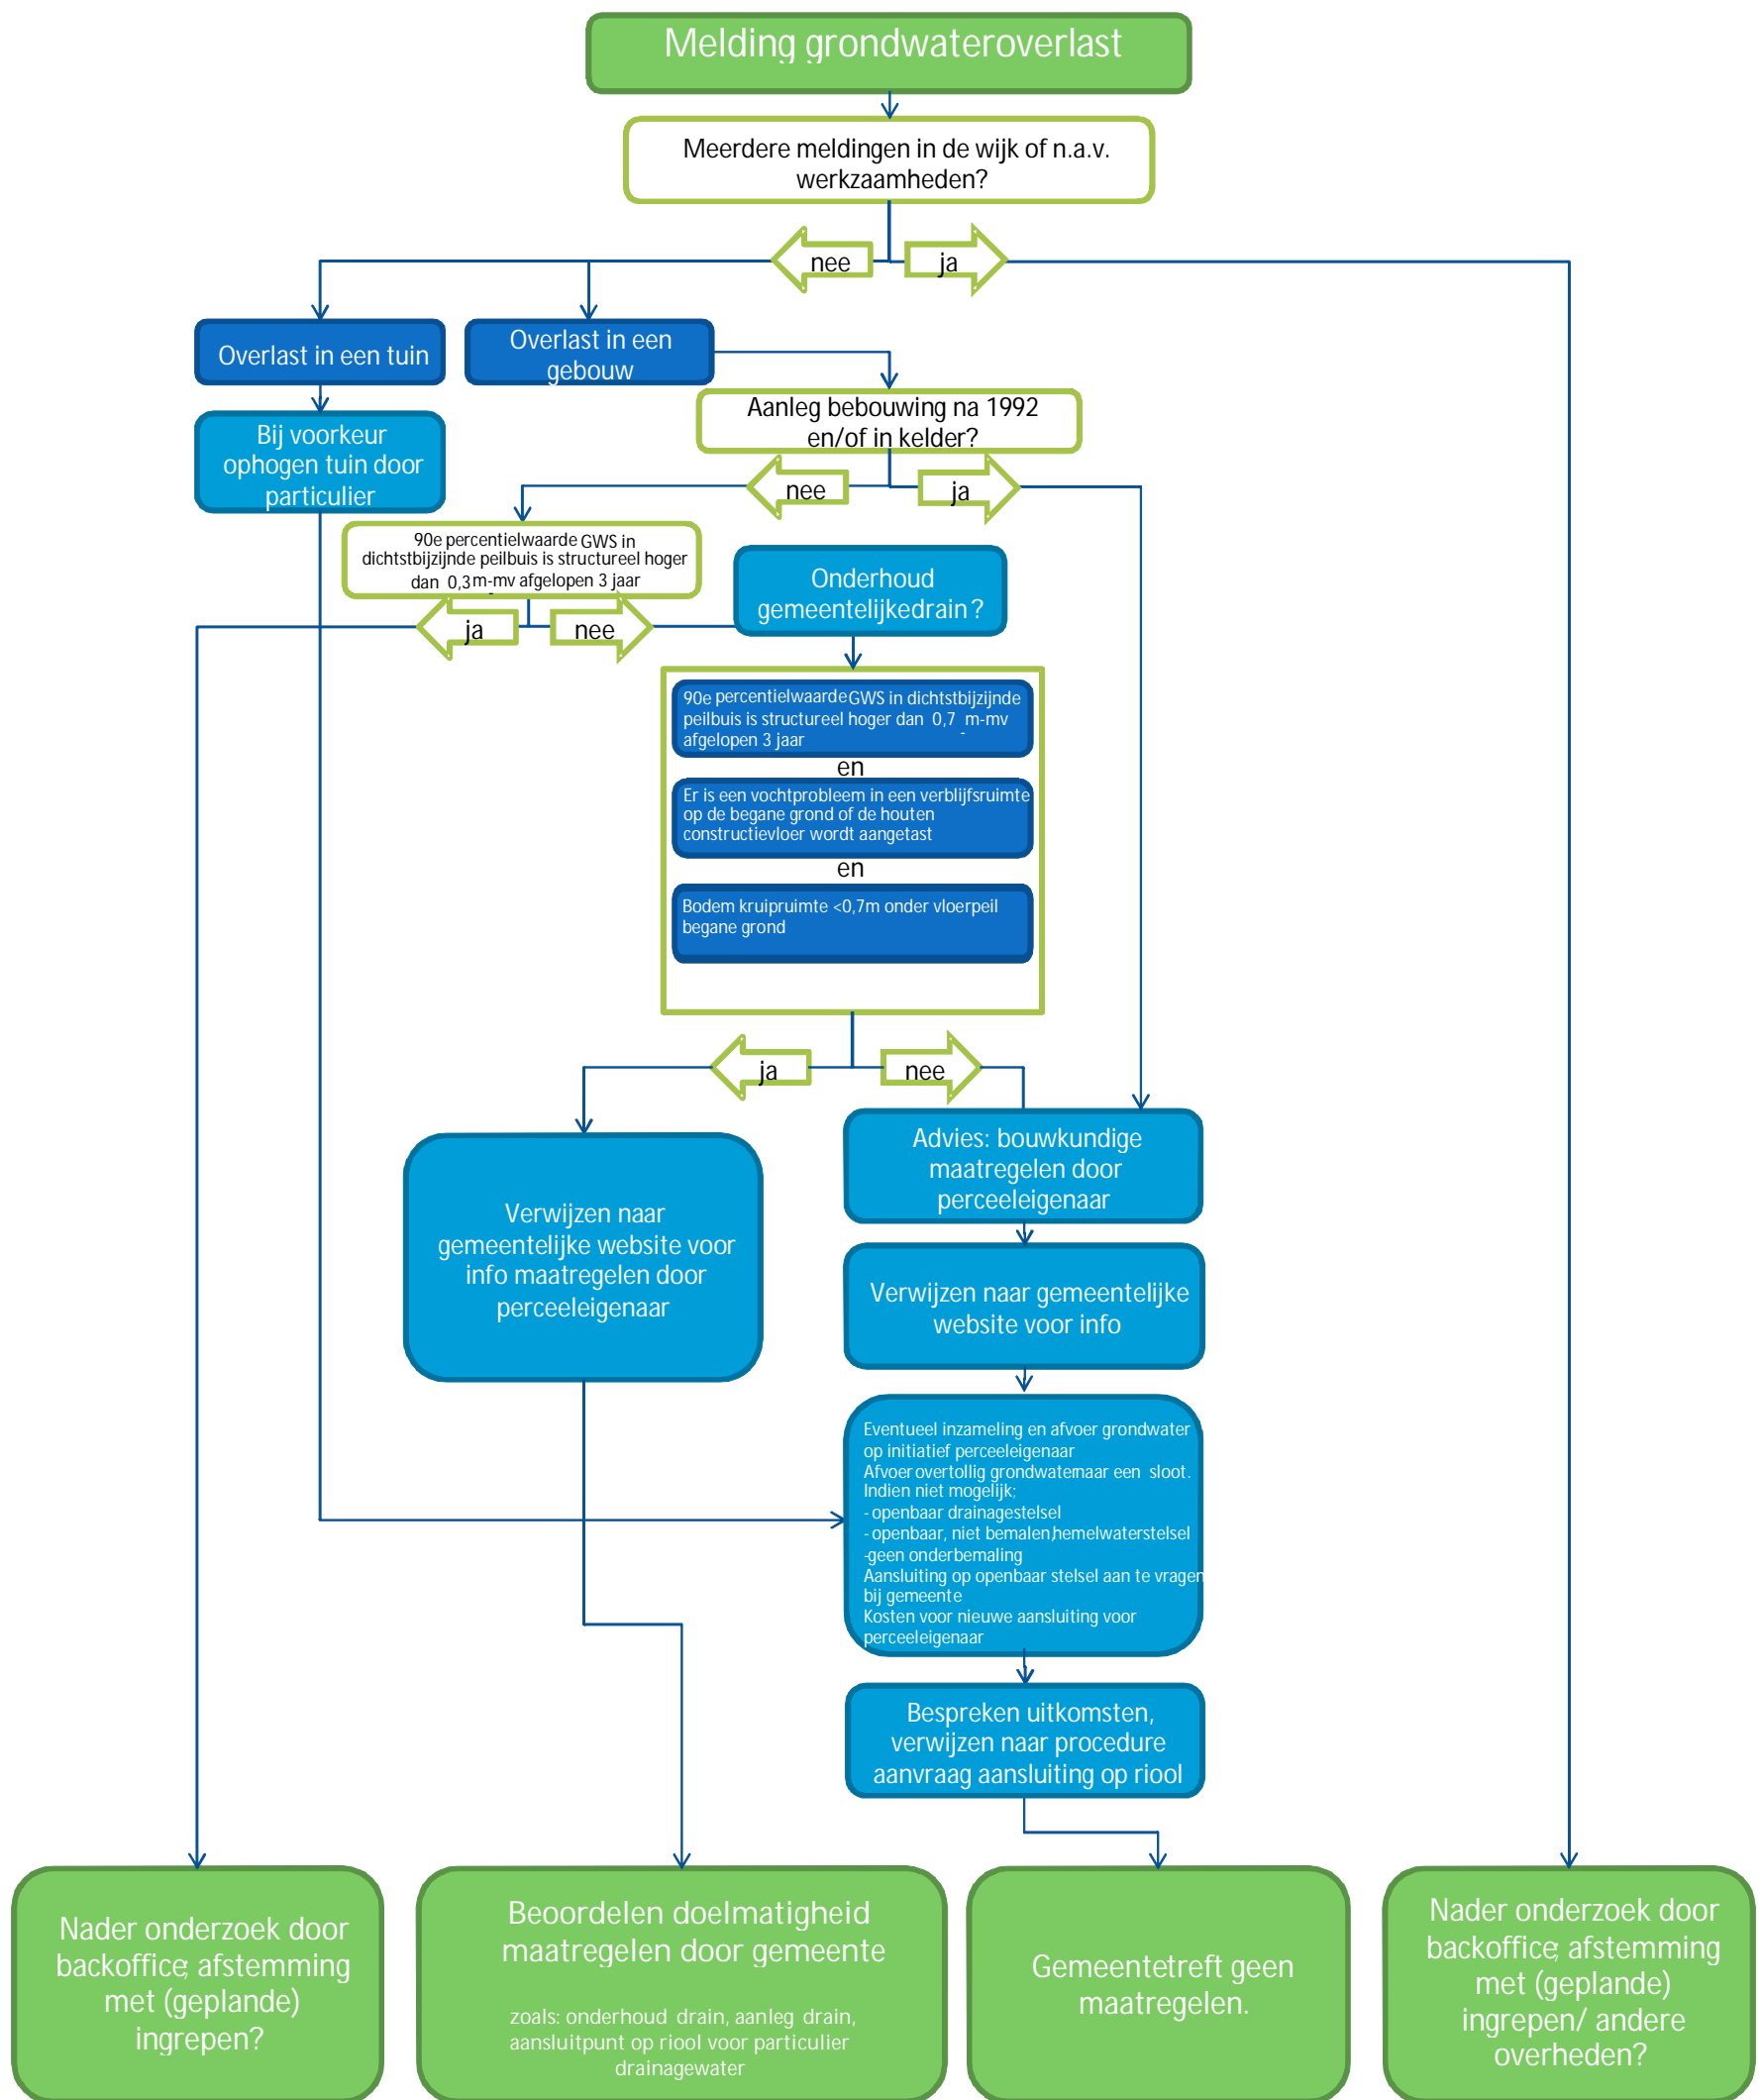 Melding grondwateroverlast
Meerdere meldingen in de wijk of n.a.v.
werkzaamheden?
nee
ja
Overlast in een tuin
Overlast in een
gebouw
Bij voorkeur
ophogen tuin door
particulier
Aanleg bebouwing na 1992
en/of in kelder?
nee
ja
90e percentielwaarde GWS in
dichtstbijzijnde peilbuis is structureel hoger
dan 0,3 m-mv afgelopen 3 jaar
ja
nee
Onderhoud
gemeentelijkedrain?
90e percentielwaarde GWS in dichtstbijzijnde
peilbuis is structureel hoger dan 0,7 m-mv
afgelopen 3 jaar
en
Er is een vochtprobleem in een verblijfsruimte
op de begane grond of de houten
constructievloer wordt aangetast
en
Bodem kruipruimte <0,7m onder vloerpeil
begane grond
ja
nee
Verwijzen naar
gemeentelijke website voor
info maatregelen door
perceeleigenaar
Advies: bouwkundige
maatregelen door
perceeleigenaar
Verwijzen naar gemeentelijke
website voor info
Eventueel inzameling en afvoer grondwater
op initiatief perceeleigenaar
Afvoer overtollig grondwater naar een sloot.
Indien niet mogelijk;
- openbaar drainagestelsel
- openbaar, niet bemalen, hemelwaterstelsel
-geen onderbemaling
Aansluiting op openbaar stelsel aan te vragen
bij gemeente
Kosten voor nieuwe aansluiting voor
perceeleigenaar
Bespreken uitkomsten,
verwijzen naar procedure
aanvraag aansluiting op riool
Nader onderzoek door
backoffice; afstemming
met (geplande)
ingrepen?
Beoordelen doelmatigheid
maatregelen door gemeente
zoals: onderhoud drain, aanleg drain,
aansluitpunt op riool voor particulier
drainagewater
Gemeente treft geen
maatregelen.
Nader onderzoek door
backoffice; afstemming
met (geplande)
ingrepen/ andere
overheden?